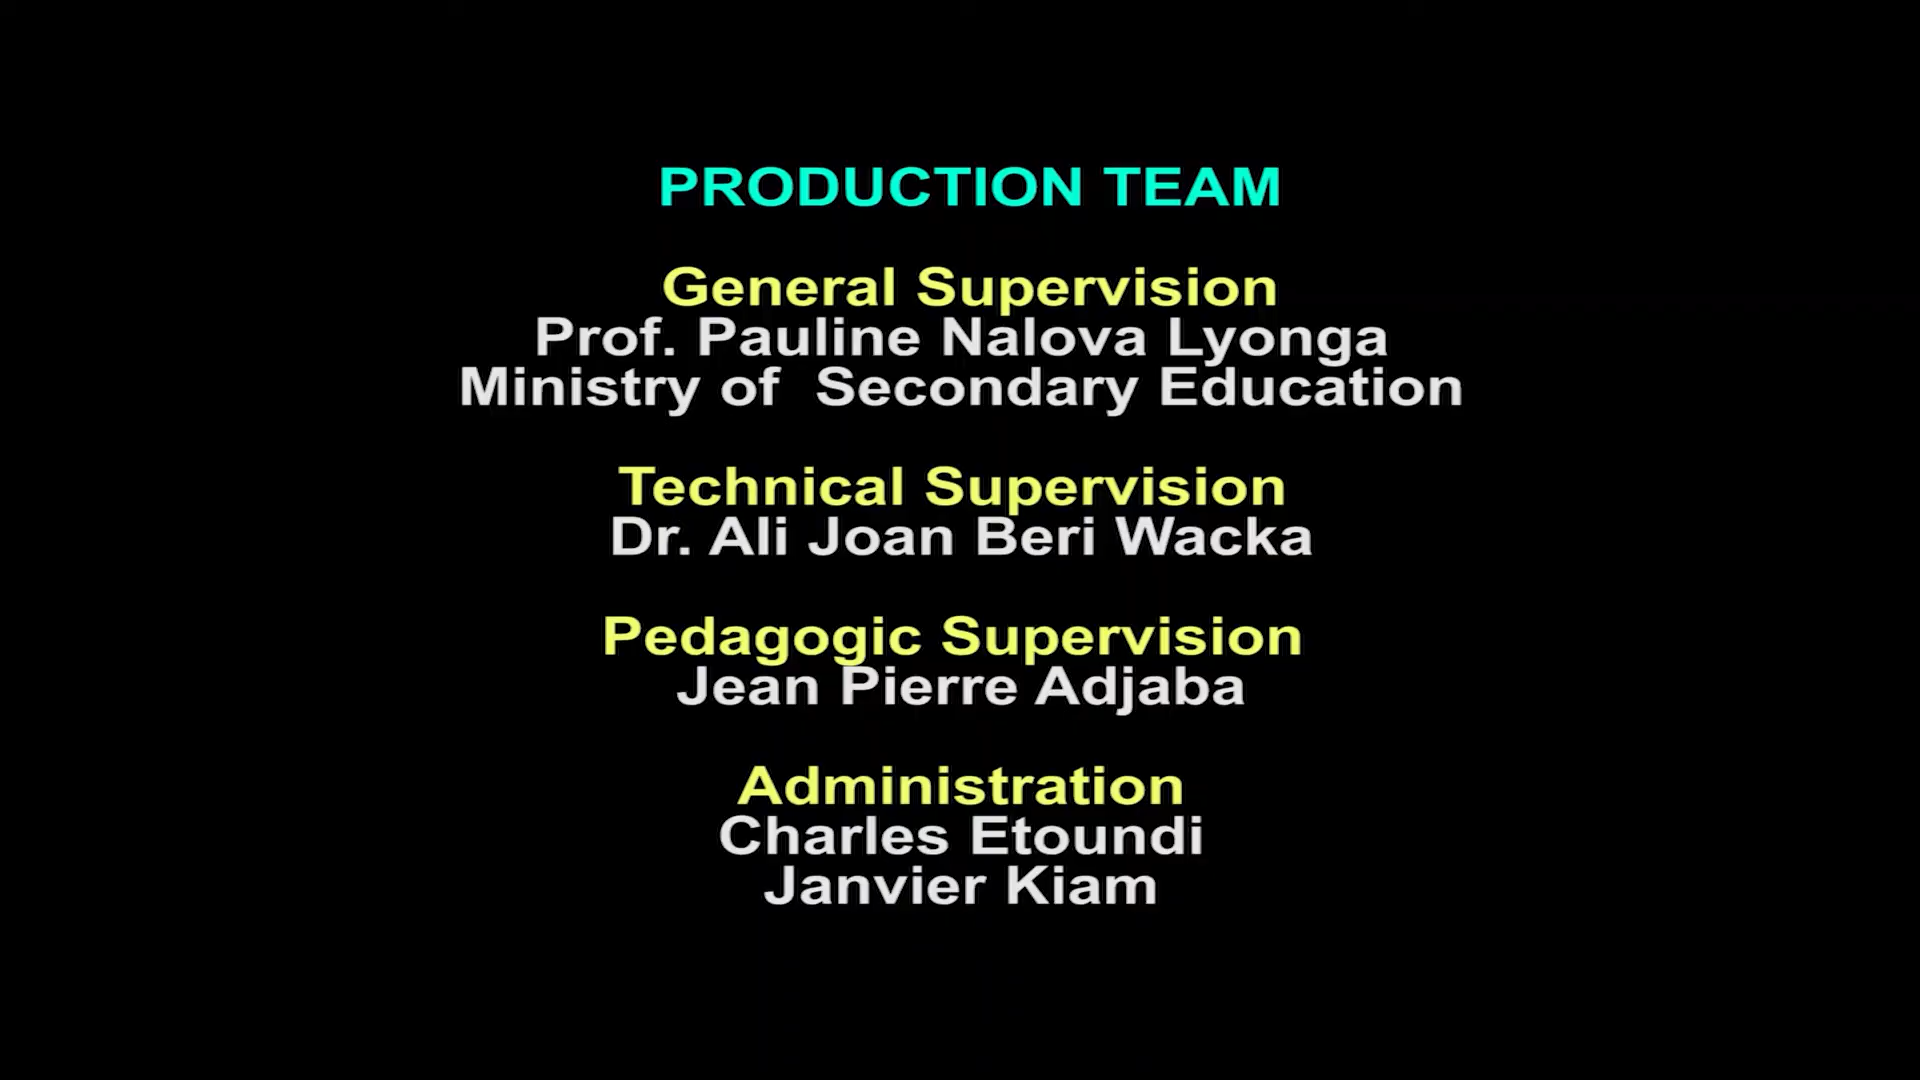 PRODUCTION TEAM
General Supervision
Prof. Pauline Nalova Lyonga
Ministry of  Secondary Education
Technical Supervision
Dr. Ali Joan Beri Wacka
Pedagogic Supervision
Jean Pierre Adjaba
Administration
Charles Etoundi
Janvier Kiam